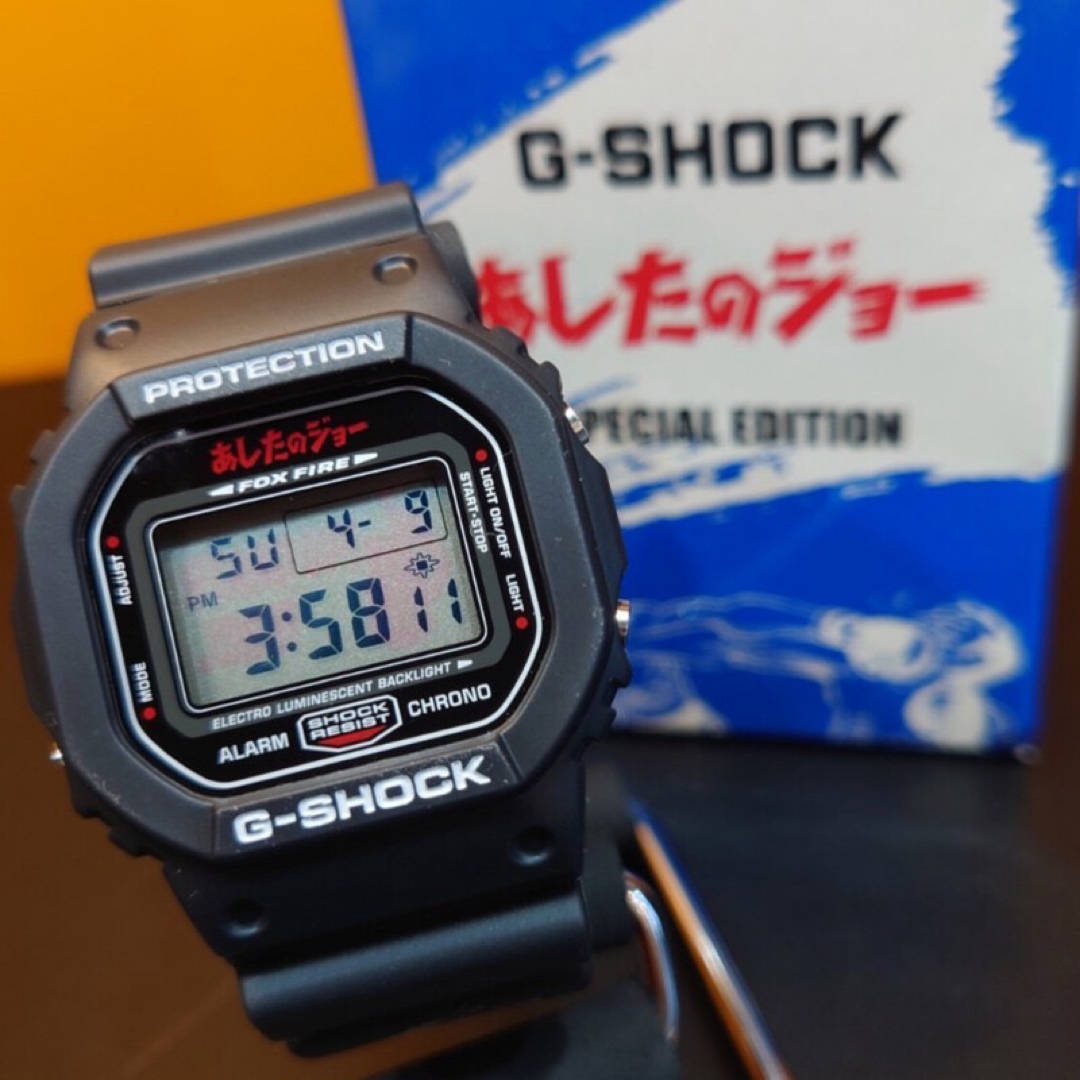 G-SHOCK
あしたのジョー
SPECIAL EDITION
PROTECTION
あしたのジョー
FOX FIRE
ADJUST
MODE
LIGHT ON/OFF
START•STOP
LIGHT
SU 4- 9
PM 3:58 11
ELECTRO LUMINESCENT BACKLIGHT
ALARM
SHOCK
RESIST
CHRONO
G-SHOCK